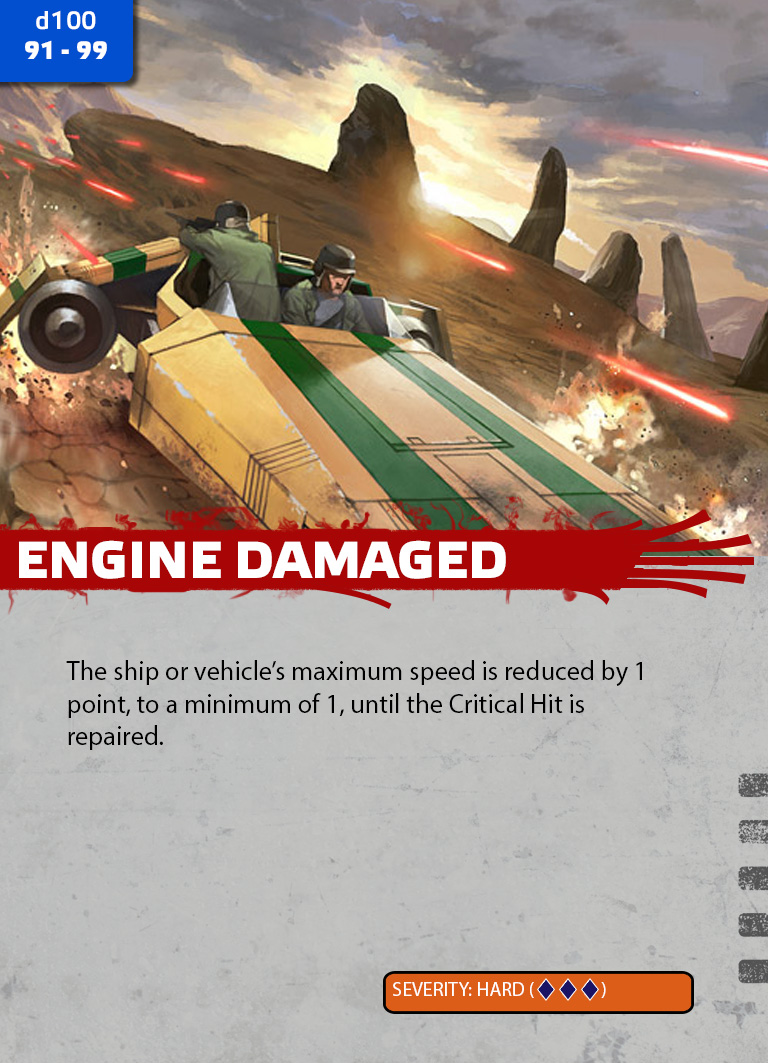 d100
91 - 99
ENGINE DAMAGED
The ship or vehicle’s maximum speed is reduced by 1
point, to a minimum of 1, until the Critical Hit is
repaired.
SEVERITY: HARD (♦♦♦)